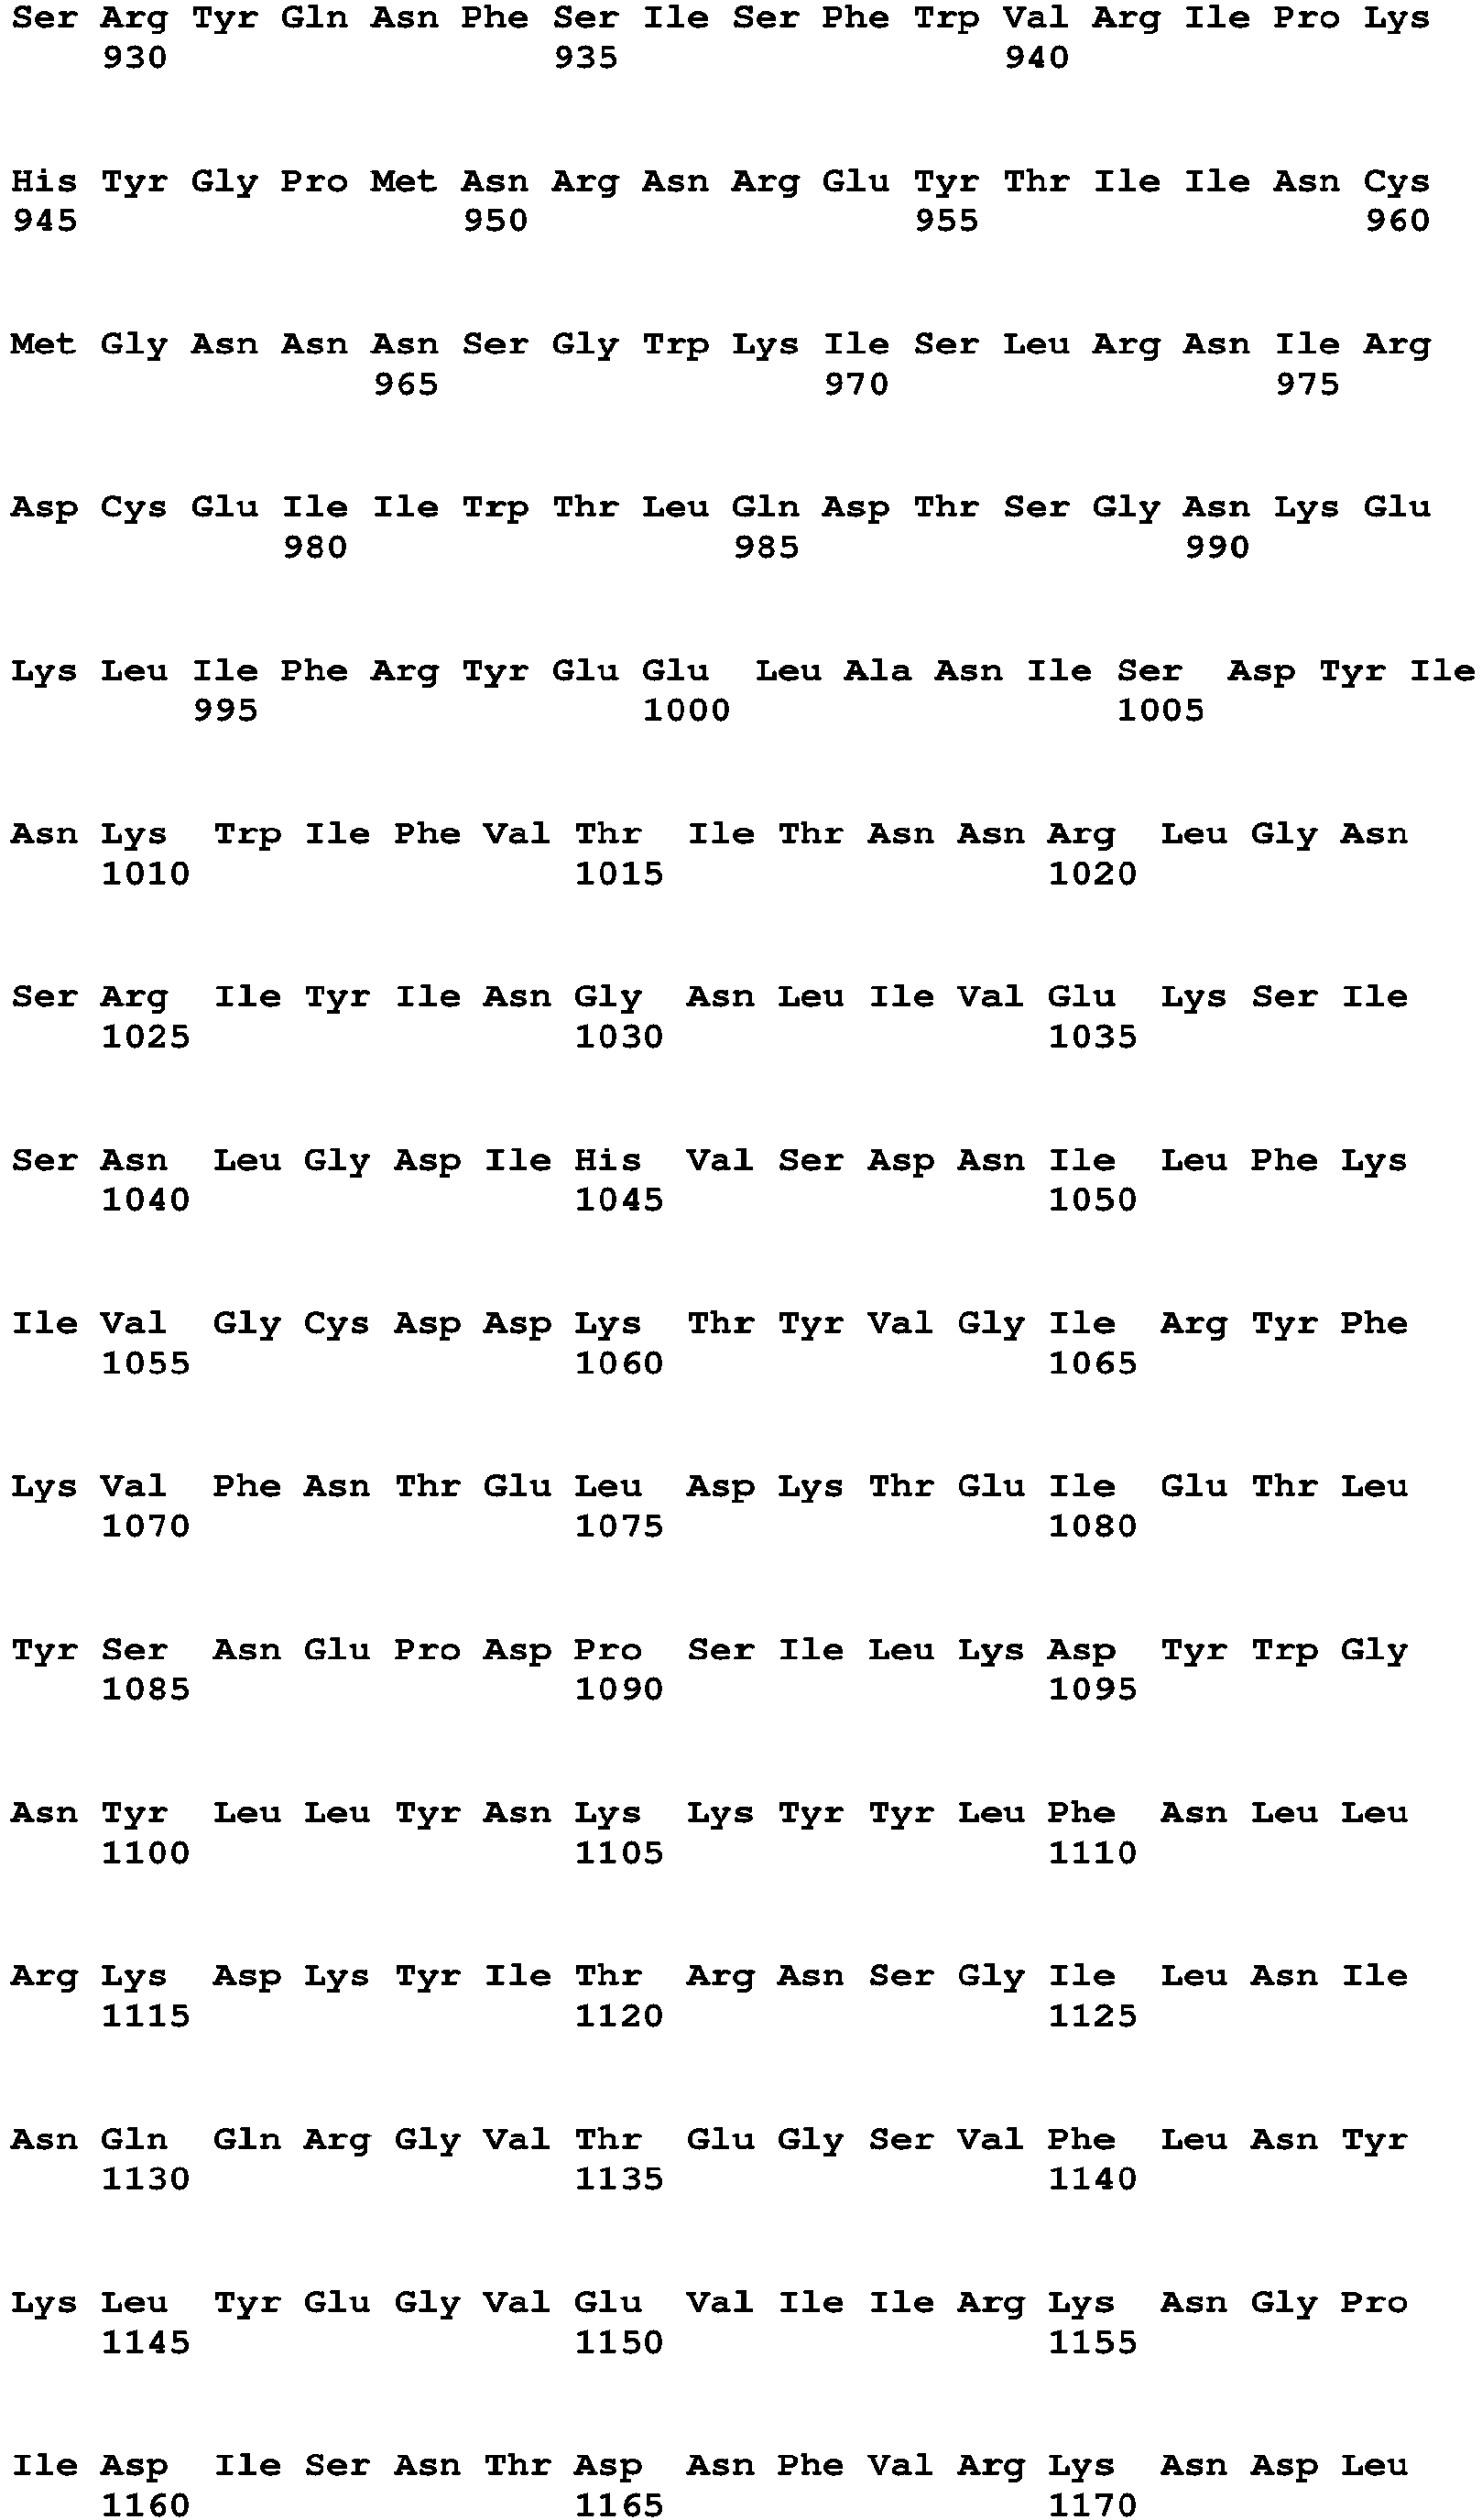 Ser Arg Tyr Gln Asn Phe Ser Ile Ser Phe Trp Val Arg Ile Pro Lys
930 935 940
His Tyr Gly Pro Met Asn Arg Asn Arg Glu Tyr Thr Ile Ile Asn Cys
945 950 955 960
Met Gly Asn Asn Asn Ser Gly Trp Lys Ile Ser Leu Arg Asn Ile Arg
965 970 975
Asp Cys Glu Ile Ile Trp Thr Leu Gln Asp Thr Ser Gly Asn Lys Glu
980 985 990
Lys Leu Ile Phe Arg Tyr Glu Glu Leu Ala Asn Ile Ser Asp Tyr Ile
995 1000 1005
Asn Lys Trp Ile Phe Val Thr Ile Thr Asn Asn Arg Leu Gly Asn
1010 1015 1020
Ser Arg Ile Tyr Ile Asn Gly Asn Leu Ile Val Glu Lys Ser Ile
1025 1030 1035
Ser Asn Leu Gly Asp Ile His Val Ser Asp Asn Ile Leu Phe Lys
1040 1045 1050
Ile Val Gly Cys Asp Asp Lys Thr Tyr Val Gly Ile Arg Tyr Phe
1055 1060 1065
Lys Val Phe Asn Thr Glu Leu Asp Lys Thr Glu Ile Glu Thr Leu
1070 1075 1080
Tyr Ser Asn Glu Pro Asp Pro Ser Ile Leu Lys Asp Tyr Trp Gly
1085 1090 1095
Asn Tyr Leu Leu Tyr Asn Lys Lys Tyr Tyr Leu Phe Asn Leu Leu
1100 1105 1110
Arg Lys Asp Lys Tyr Ile Thr Arg Asn Ser Gly Ile Leu Asn Ile
1115 1120 1125
Asn Gln Gln Arg Gly Val Thr Glu Gly Ser Val Phe Leu Asn Tyr
1130 1135 1140
Lys Leu Tyr Glu Gly Val Glu Val Ile Ile Arg Lys Asn Gly Pro
1145 1150 1155
Ile Asp Ile Ser Asn Thr Asp Asn Phe Val Arg Lys Asn Asp Leu
1160 1165 1170